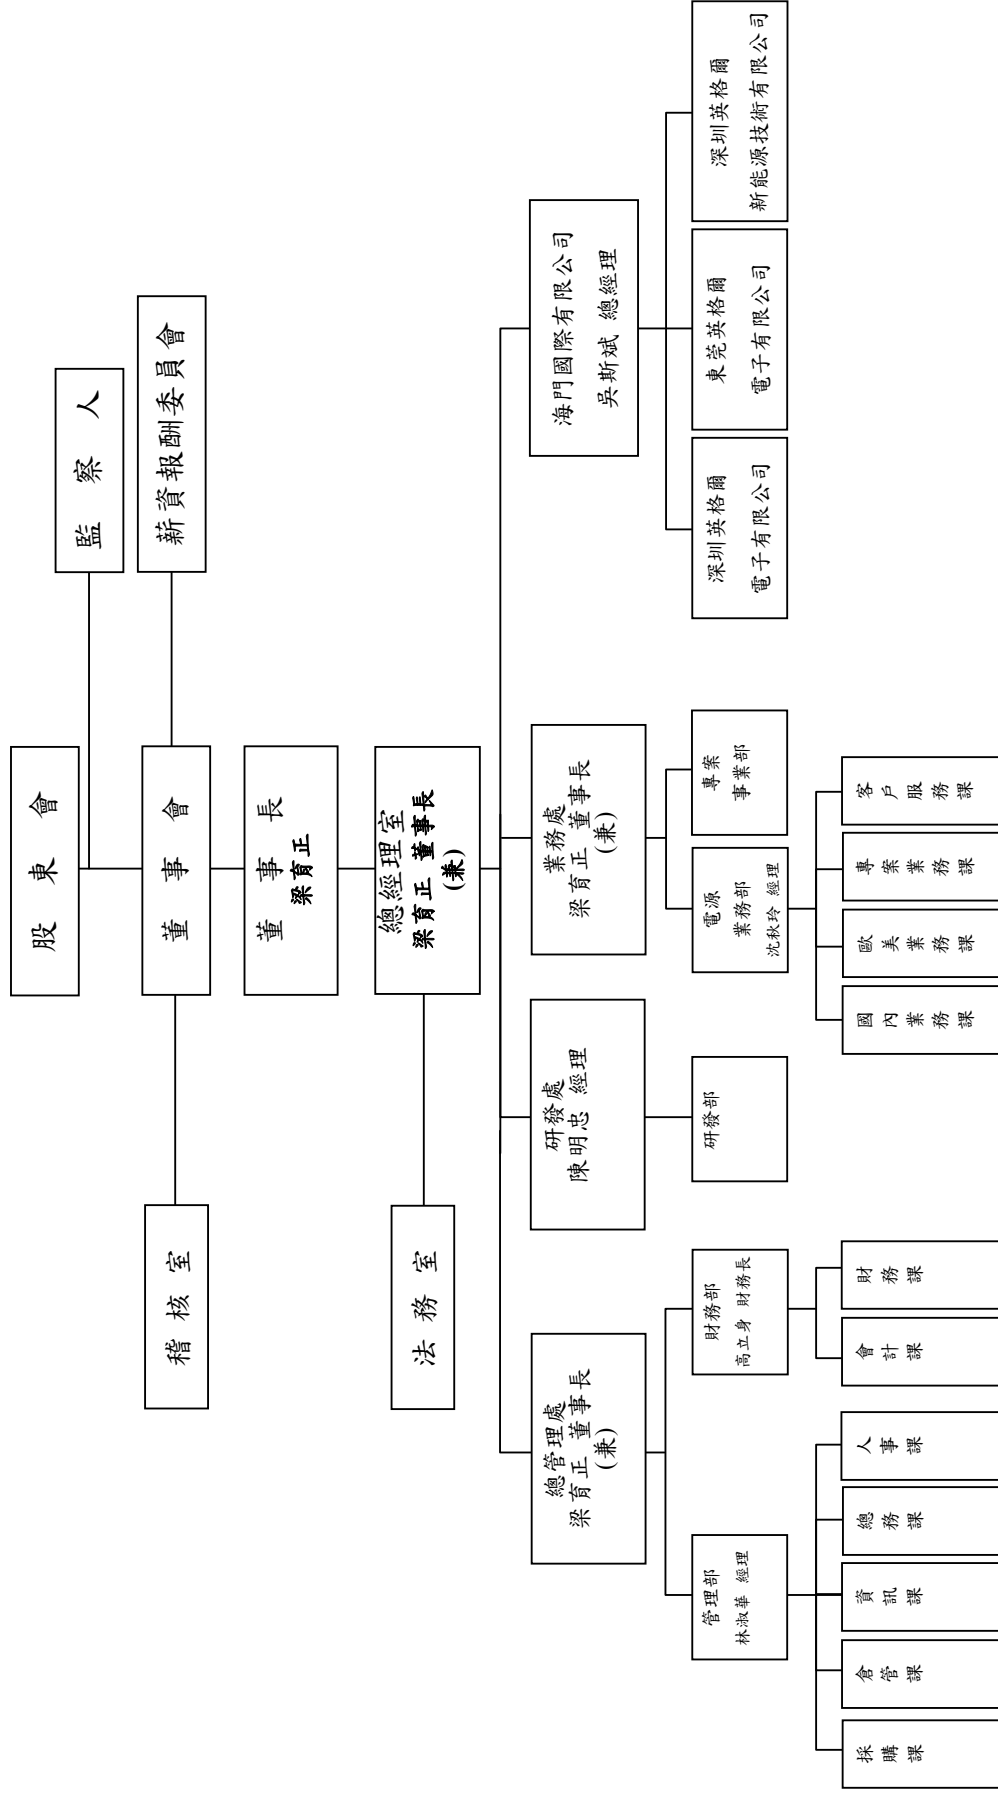 股東會
監察人
薪資報酬委員會
董事會
稽核室
董事長
梁育正
總經理室
梁育正 董事長
(兼)
法務室
總管理處
梁育正 董事長
(兼)
研發處
陳明忠 經理
業務處
梁育正 董事長
(兼)
海門國際有限公司
吳斯斌 總經理
管理部
林淑華 經理
財務部
高立身 財務長
研發部
電源
業務部
沈秋玲 經理
專案
事業部
深圳英格爾
電子有限公司
東莞英格爾
電子有限公司
深圳英格爾
新能源技術有限公司
採購課
倉管課
資訊課
總務課
人事課
會計課
財務課
國內業務課
歐美業務課
專案業務課
客戶服務課